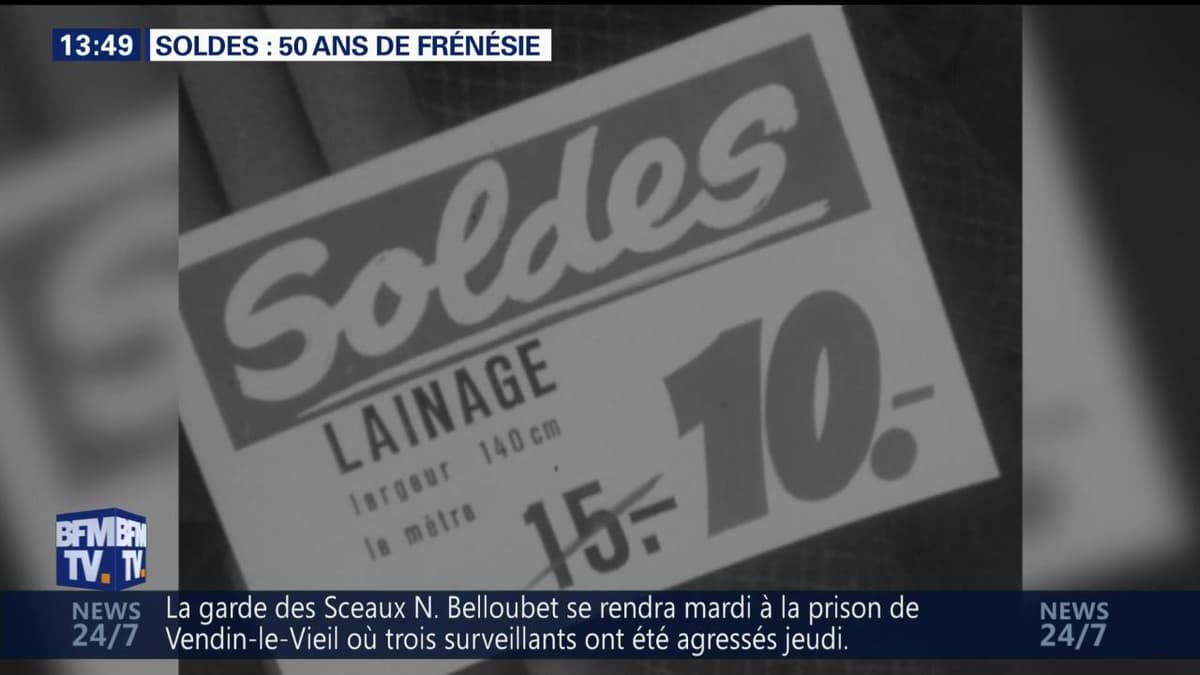 13:49 SOLDES : 50 ANS DE FRÉNÉSIE
Soldes
LAINAGE
largeur 140 cm
le mètre
15.- 10.-
BFM BFM
TV. TV.
NEWS
24/7
La garde des Sceaux N. Belloubet se rendra mardi à la prison de
Vendin-le-Vieil où trois surveillants ont été agressés jeudi.
NEWS
24/7